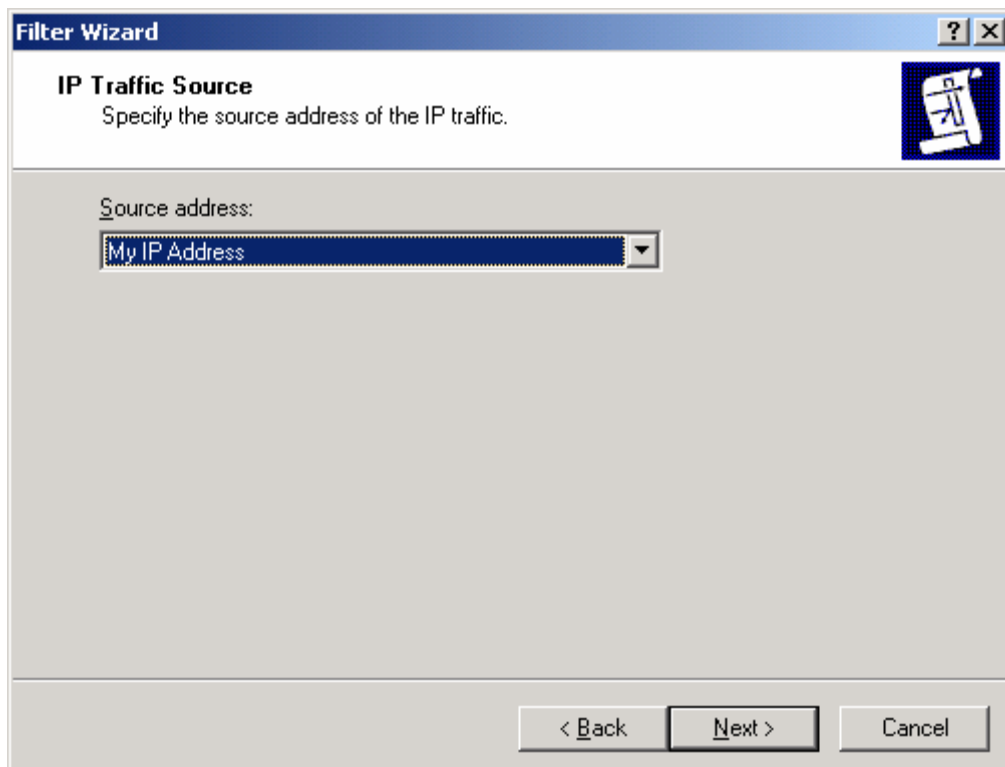 Filter Wizard
IP Traffic Source
Specify the source address of the IP traffic.
Source address:
My IP Address
< Back
Next >
Cancel